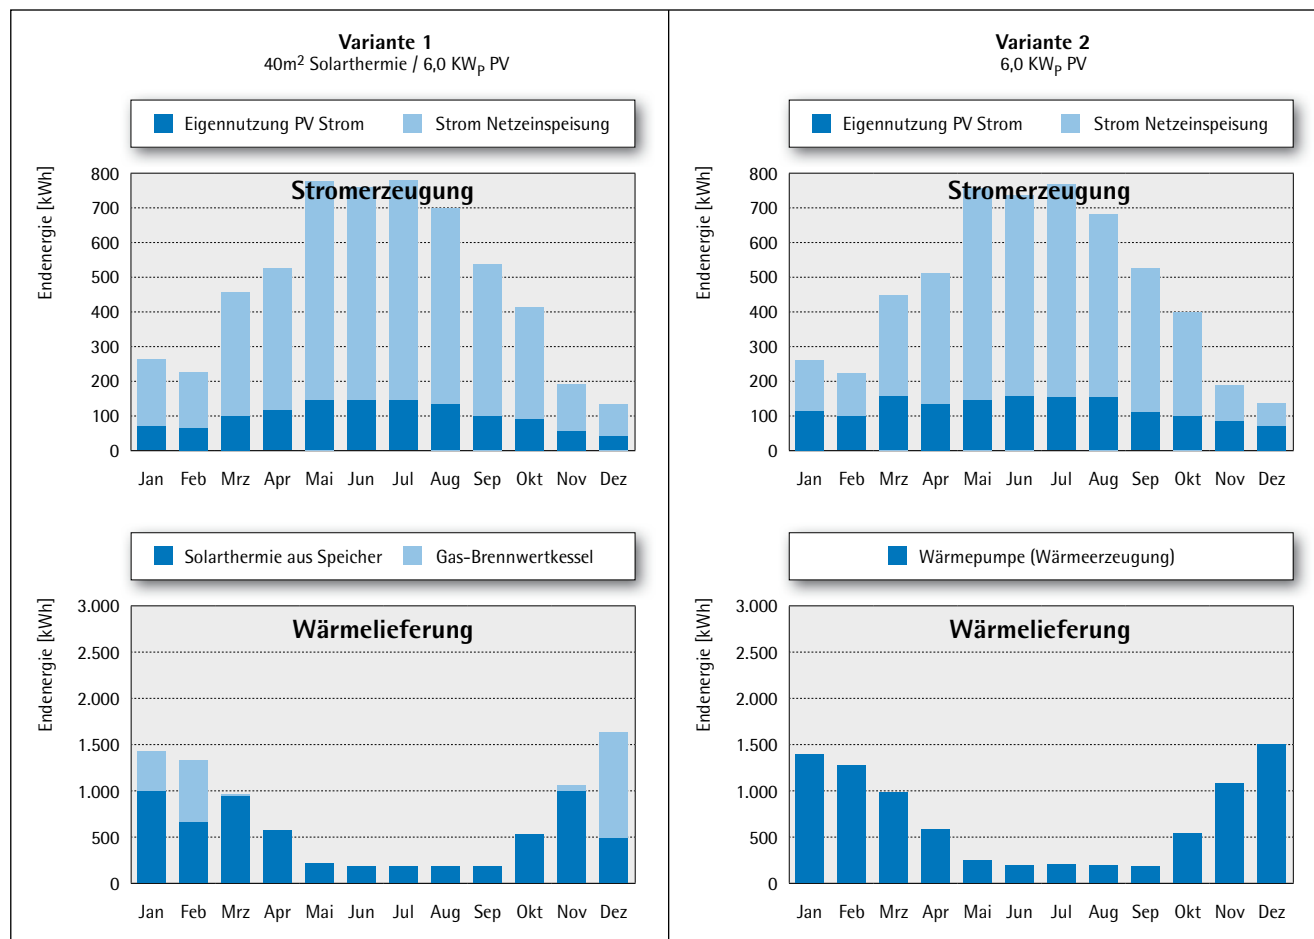 Variante 1
40m² Solarthermie / 6,0 KWP PV
Eigennutzung PV Strom Strom Netzeinspeisung
Endenergie [kWh]
Stromerzeugung
800
700
600
500
400
300
200
100
0
Jan Feb Mrz Apr Mai Jun Jul Aug Sep Okt Nov Dez
Solarthermie aus Speicher Gas-Brennwertkessel
Endenergie [kWh]
Wärmelieferung
3.000
2.500
2.000
1.500
1.000
500
0
Jan Feb Mrz Apr Mai Jun Jul Aug Sep Okt Nov Dez
Variante 2
6,0 KWP PV
Eigennutzung PV Strom Strom Netzeinspeisung
Endenergie [kWh]
Stromerzeugung
800
700
600
500
400
300
200
100
0
Jan Feb Mrz Apr Mai Jun Jul Aug Sep Okt Nov Dez
Wärmepumpe (Wärmeerzeugung)
Endenergie [kWh]
Wärmelieferung
3.000
2.500
2.000
1.500
1.000
500
0
Jan Feb Mrz Apr Mai Jun Jul Aug Sep Okt Nov Dez